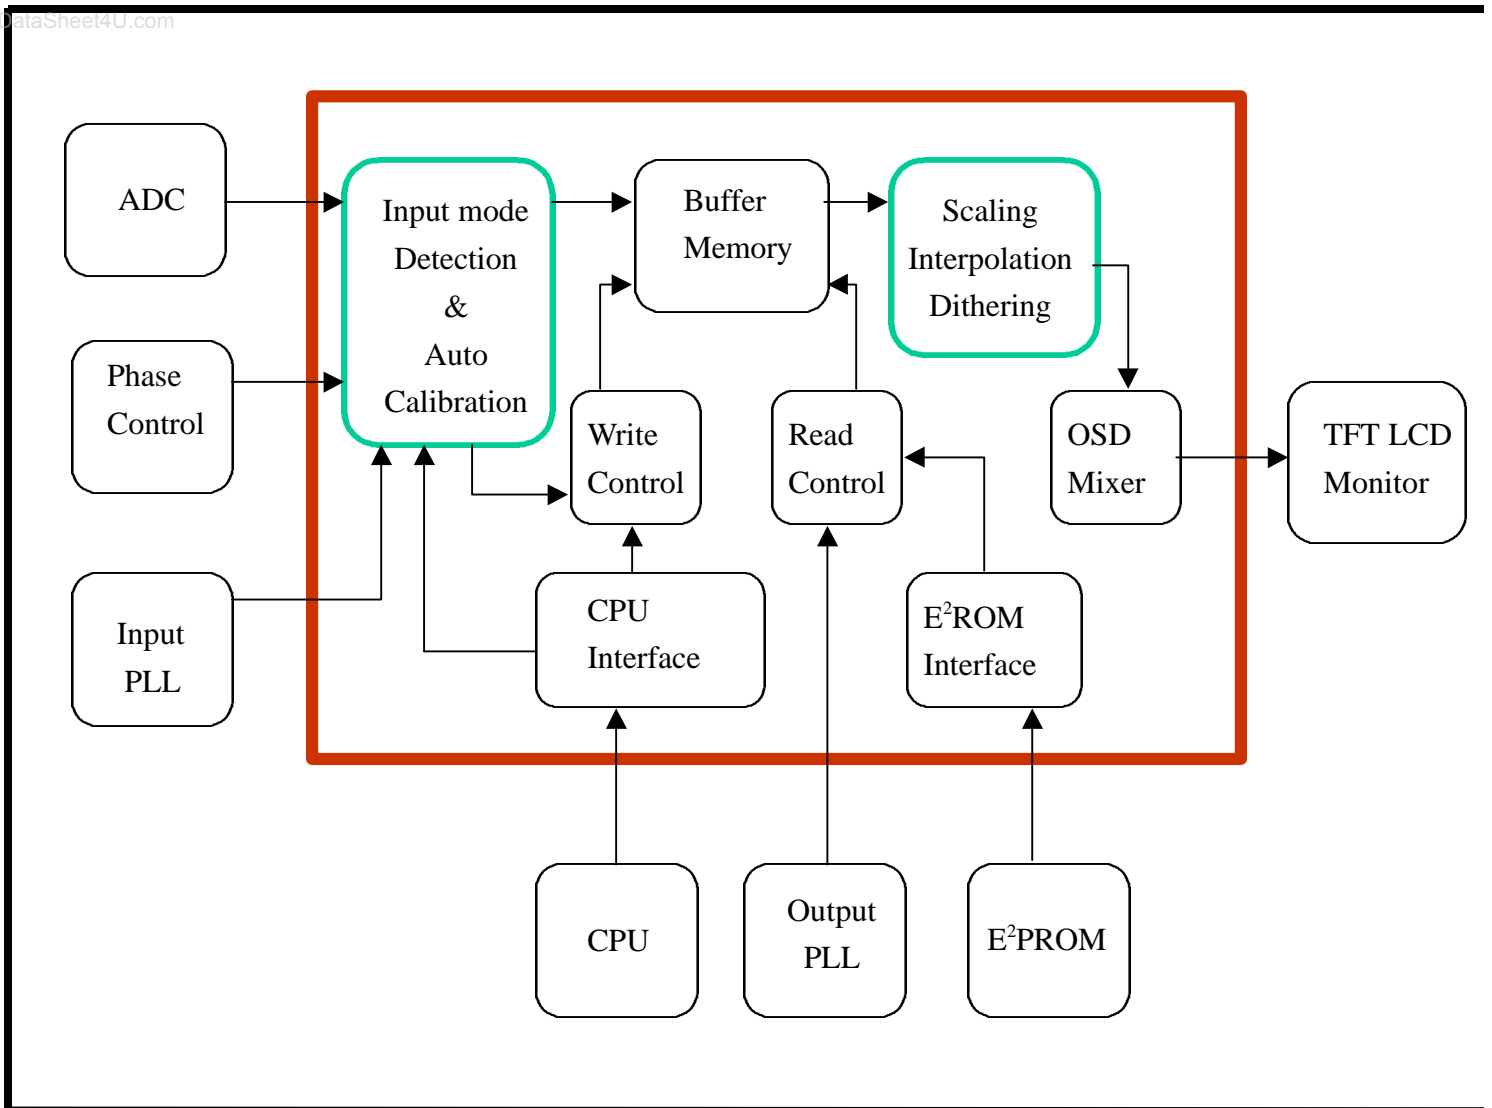 DataSheet4U.com
ADC
Input mode
Detection
&
Auto
Calibration
Buffer
Memory
Scaling
Interpolation
Dithering
Phase
Control
Write
Control
Read
Control
OSD
Mixer
TFT LCD
Monitor
Input
PLL
CPU
Interface
E²ROM
Interface
CPU
Output
PLL
E²PROM